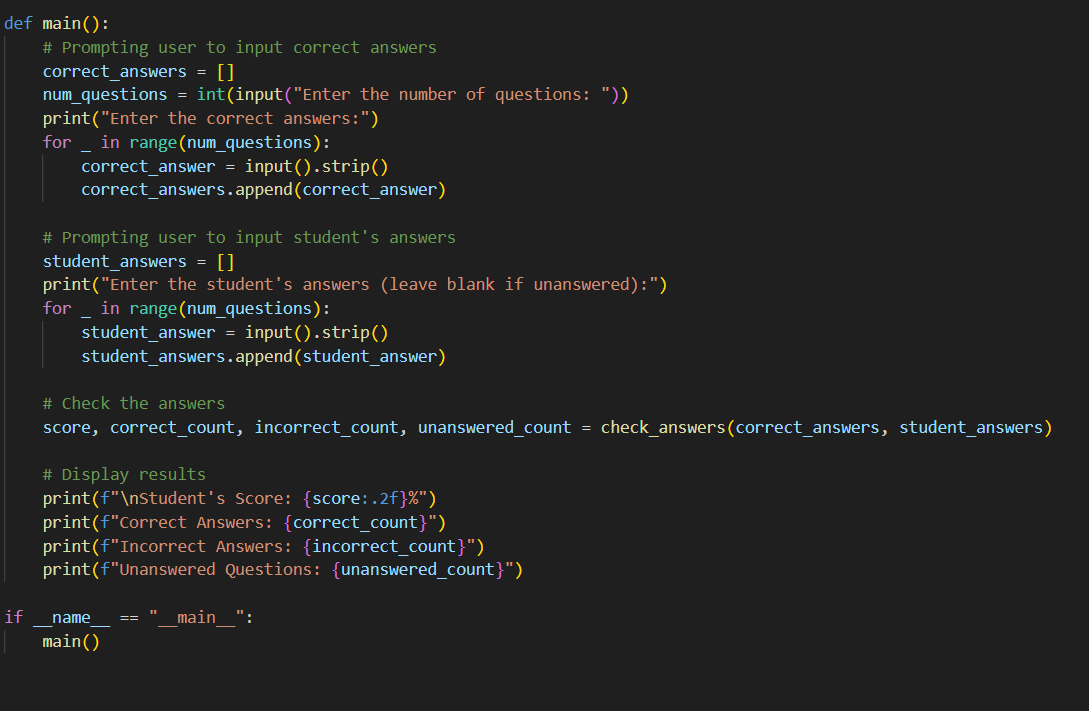 def main():
    # Prompting user to input correct answers
    correct_answers = []
    num_questions = int(input("Enter the number of questions: "))
    print("Enter the correct answers:")
    for _ in range(num_questions):
        correct_answer = input().strip()
        correct_answers.append(correct_answer)

    # Prompting user to input student's answers
    student_answers = []
    print("Enter the student's answers (leave blank if unanswered):")
    for _ in range(num_questions):
        student_answer = input().strip()
        student_answers.append(student_answer)

    # Check the answers
    score, correct_count, incorrect_count, unanswered_count = check_answers(correct_answers, student_answers)

    # Display results
    print(f"\nStudent's Score: {score:.2f}%")
    print(f"Correct Answers: {correct_count}")
    print(f"Incorrect Answers: {incorrect_count}")
    print(f"Unanswered Questions: {unanswered_count}")

if __name__ == "__main__":
    main()